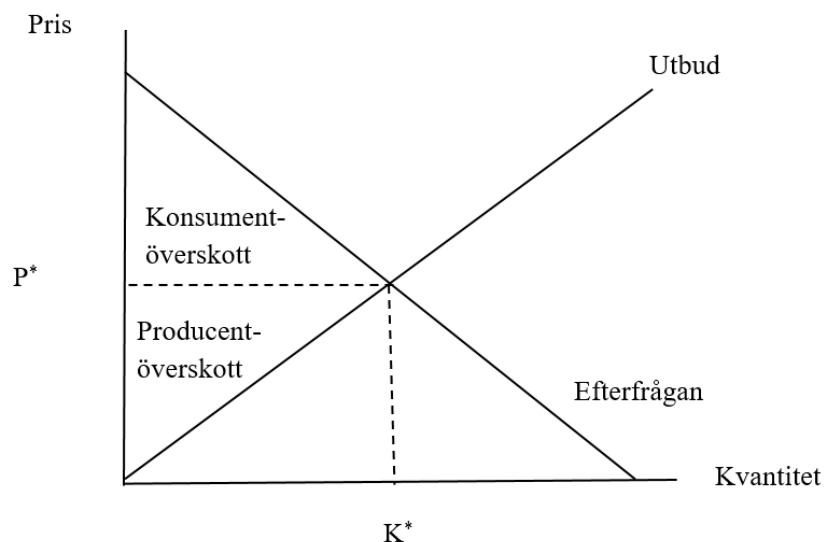 Pris
Utbud
Konsument-
överskott
P*
Producent-
överskott
Efterfrågan
Kvantitet
K*